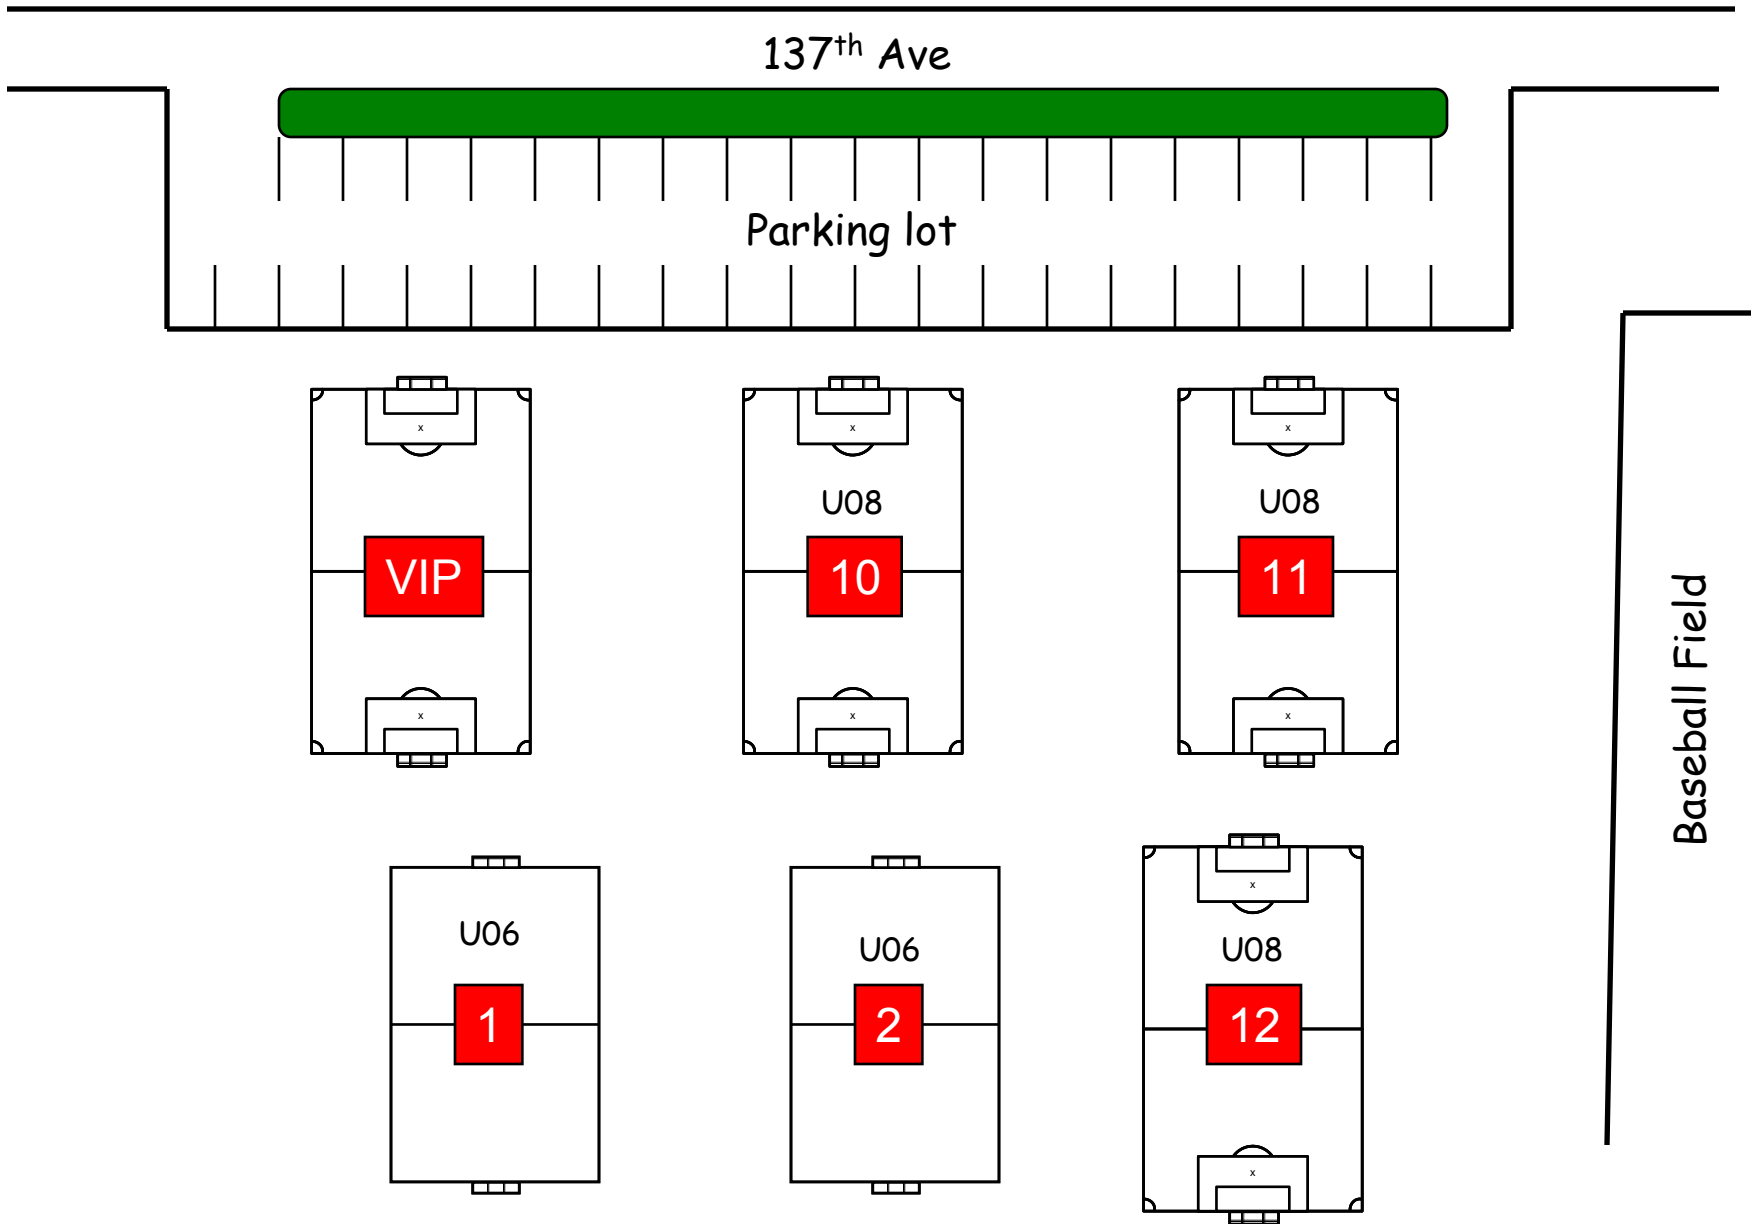 137th Ave
Parking lot
x
x
x
U08
U08
VIP
10
11
Baseball Field
x
x
x
x
U06
U06
U08
1
2
12
x